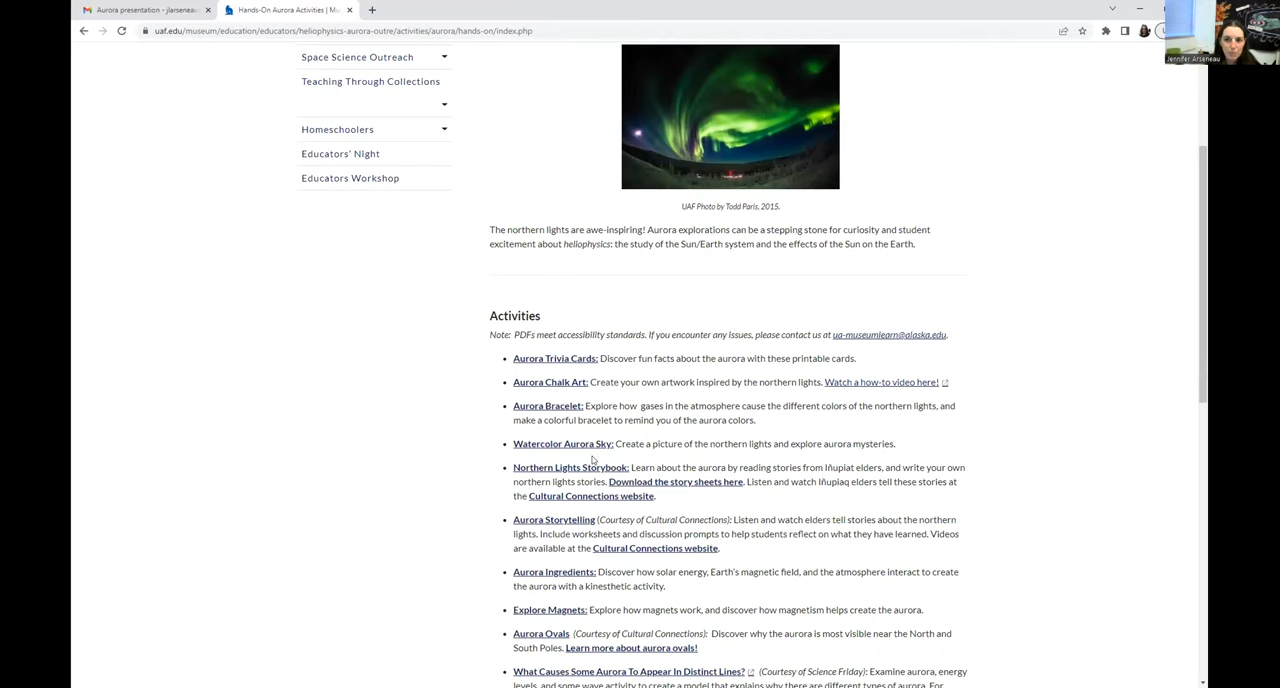 Aurora presentation - jlarseneau
Hands-On Aurora Activities | Mu
uaf.edu/museum/education/educators/heliophysics-aurora-outre/activities/aurora/hands-on/index.php
Jennifer Arseneau
Space Science Outreach
Teaching Through Collections
Homeschoolers
Educators' Night
Educators Workshop
UAF Photo by Todd Paris, 2015.
The northern lights are awe-inspiring! Aurora explorations can be a stepping stone for curiosity and student
excitement about heliophysics: the study of the Sun/Earth system and the effects of the Sun on the Earth.
Activities
Note: PDFs meet accessibility standards. If you encounter any issues, please contact us at ua-museumlearn@alaska.edu.
• Aurora Trivia Cards: Discover fun facts about the aurora with these printable cards.
• Aurora Chalk Art: Create your own artwork inspired by the northern lights. Watch a how-to video here!
• Aurora Bracelet: Explore how gases in the atmosphere cause the different colors of the northern lights, and
make a colorful bracelet to remind you of the aurora colors.
• Watercolor Aurora Sky: Create a picture of the northern lights and explore aurora mysteries.
• Northern Lights Storybook: Learn about the aurora by reading stories from Iñupiat elders, and write your own
northern lights stories. Download the story sheets here. Listen and watch Iñupiaq elders tell these stories at
the Cultural Connections website.
• Aurora Storytelling (Courtesy of Cultural Connections): Listen and watch elders tell stories about the northern
lights. Include worksheets and discussion prompts to help students reflect on what they have learned. Videos
are available at the Cultural Connections website.
• Aurora Ingredients: Discover how solar energy, Earth's magnetic field, and the atmosphere interact to create
the aurora with a kinesthetic activity.
• Explore Magnets: Explore how magnets work, and discover how magnetism helps create the aurora.
• Aurora Ovals (Courtesy of Cultural Connections): Discover why the aurora is most visible near the North and
South Poles. Learn more about aurora ovals!
• What Causes Some Aurora To Appear In Distinct Lines? (Courtesy of Science Friday): Examine aurora, energy
levels, and some wave activity to create a model that explains why there are different types of aurora. For